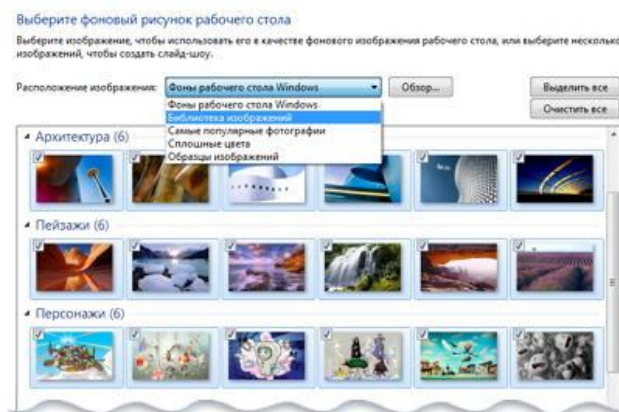 Выберите фоновый рисунок рабочего стола
Выберите изображение, чтобы использовать его в качестве фонового изображения рабочего стола, или выберите несколько
изображений, чтобы создать слайд-шоу.
Расположение изображения: Фоны рабочего стола Windows Обзор... Выделить все
Фоны рабочего стола Windows Очистить все
Библиотека изображений
Самые популярные фотографии
Сплошные цвета
Образцы изображений
Архитектура (6)
Пейзажи (6)
Персонажи (6)